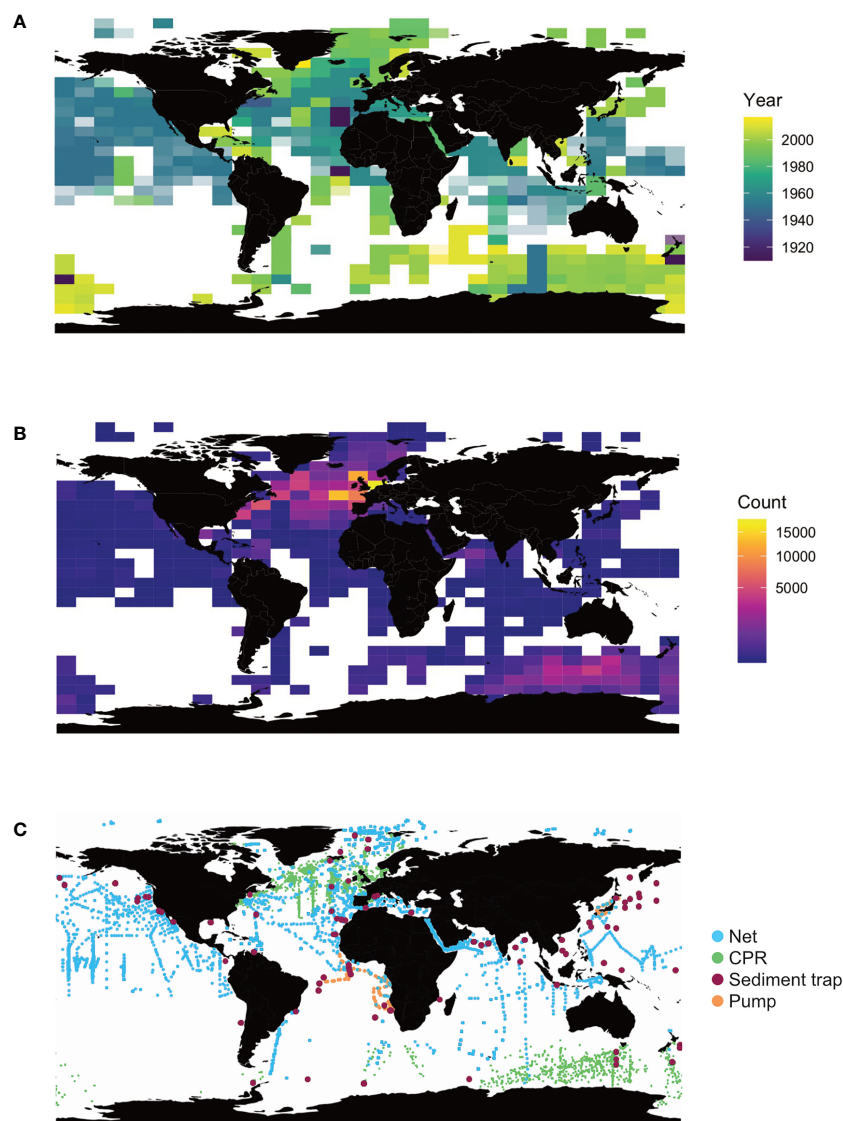 A
Year
2000
1980
1960
1940
1920
B
Count
15000
10000
5000
C
Net
CPR
Sediment trap
Pump